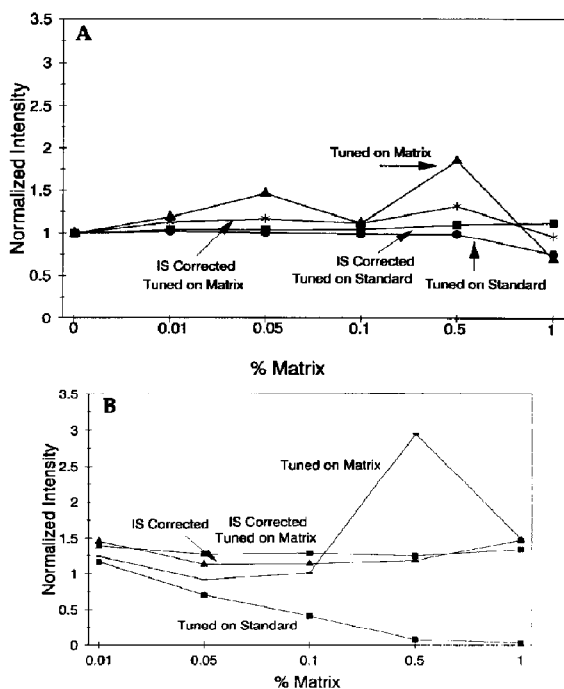 A
3.5
3
2.5
2
1.5
1
0.5
0
Normalized Intensity
Tuned on Matrix
IS Corrected
Tuned on Matrix
IS Corrected
Tuned on Standard
Tuned on Standard
0 0.01 0.05 0.1 0.5 1
% Matrix
B
3.5
3
2.5
2
1.5
1
0.5
0
Normalized Intensity
Tuned on Matrix
IS Corrected
IS Corrected
Tuned on Matrix
Tuned on Standard
0.01 0.05 0.1 0.5 1
% Matrix